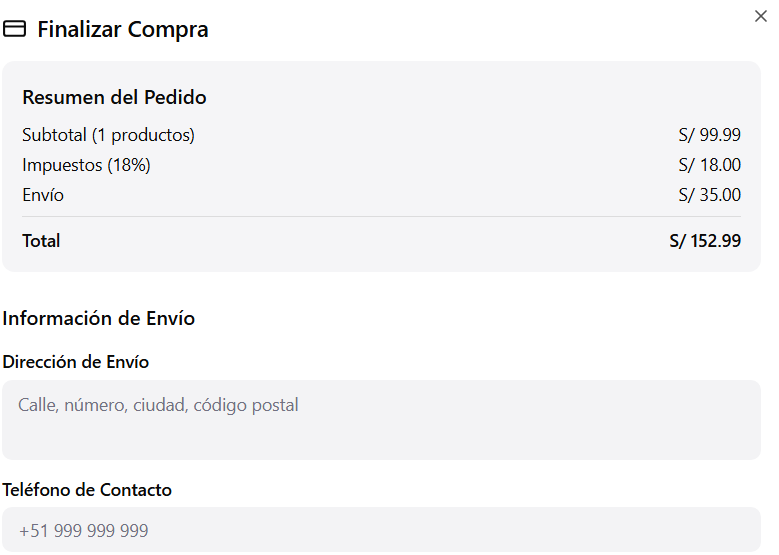 Finalizar Compra
Resumen del Pedido
Subtotal (1 productos) S/ 99.99
Impuestos (18%) S/ 18.00
Envío S/ 35.00
Total S/ 152.99
Información de Envío
Dirección de Envío
Calle, número, ciudad, código postal
Teléfono de Contacto
+51 999 999 999